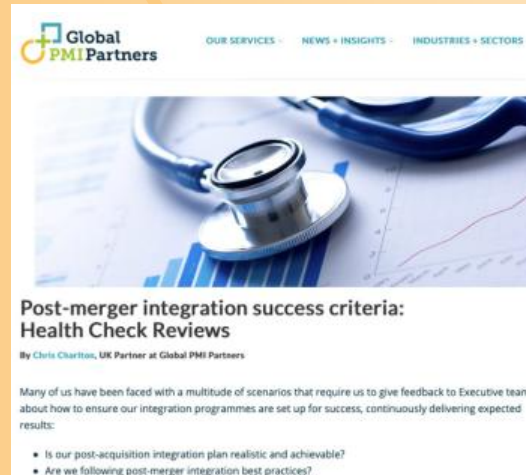 Global
PMI Partners
OUR SERVICES
NEWS + INSIGHTS
INDUSTRIES + SECTORS
Post-merger integration success criteria:
Health Check Reviews
By Chris Charlton, UK Partner at Global PMI Partners
Many of us have been faced with a multitude of scenarios that require us to give feedback to Executive team
about how to ensure our integration programmes are set up for success, continuously delivering expected
results:
• Is our post-acquisition integration plan realistic and achievable?
• Are we following post-merger integration best practices?